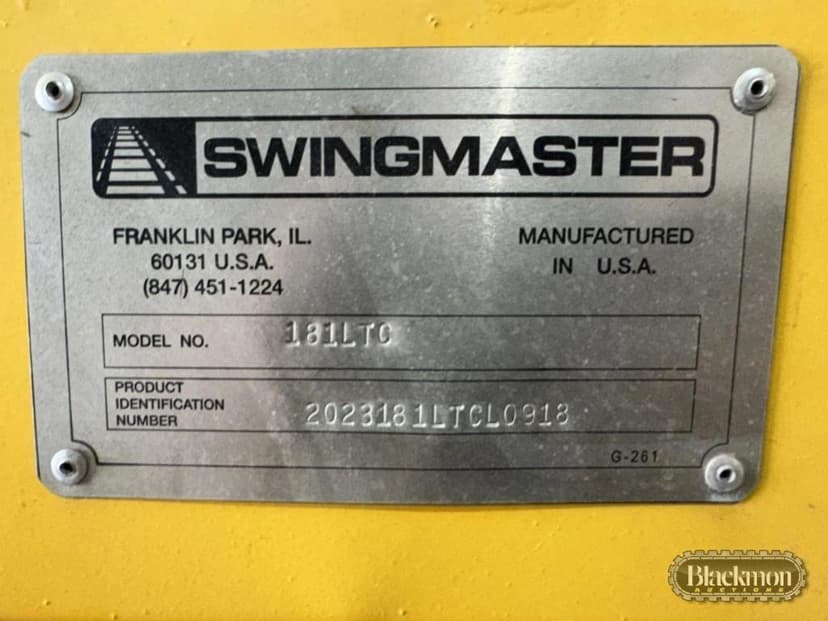 SWINGMASTER
FRANKLIN PARK, IL.
60131 U.S.A.
(847) 451-1224
MANUFACTURED
IN U.S.A.
MODEL NO. 181LTC
PRODUCT
IDENTIFICATION
NUMBER
2023181LTCL0918
G-261
Blackmon
AUCTIONS